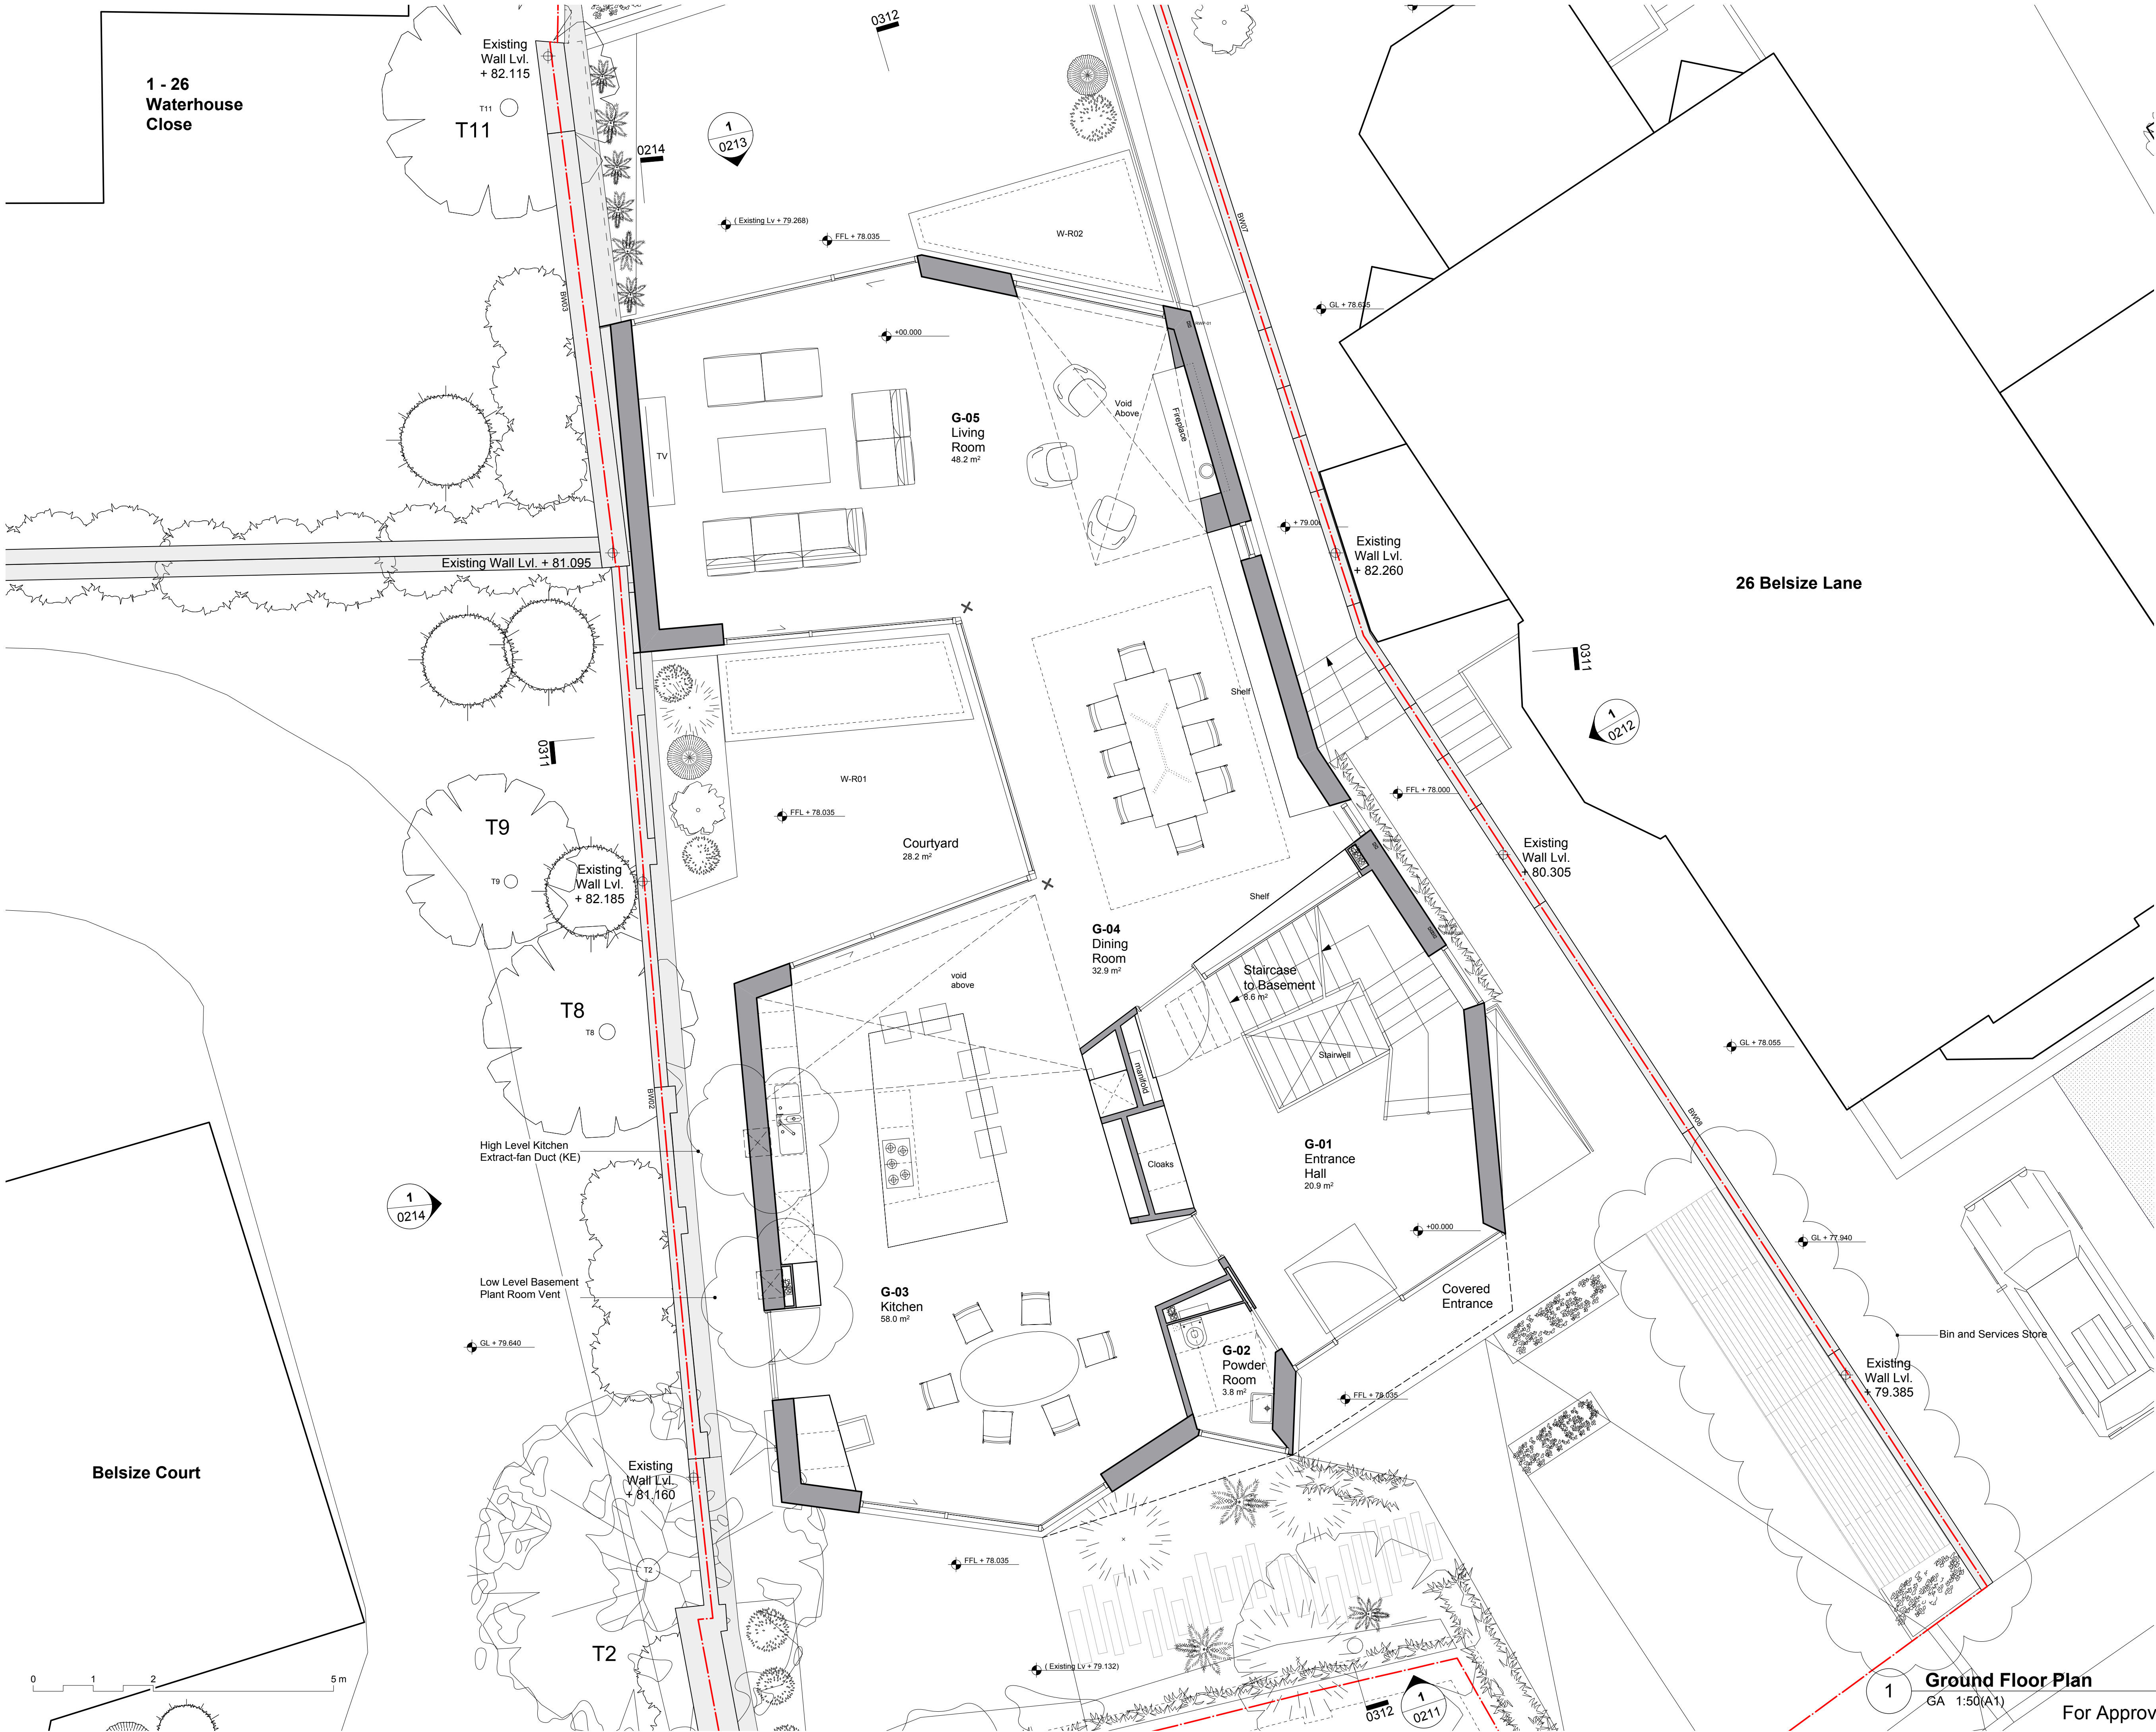 0312
Existing
Wall Lvl.
+ 82.115
1 - 26
Waterhouse
Close
T11
T11
1
0213
0214
( Existing Lv + 79.268)
FFL + 78.035
W-R02
BW07
BW03
GL + 78.635
+00.000
G-05
Living
Room
48.2 m²
Void
Above
Fireplace
TV
+ 79.00
Existing
Wall Lvl.
+ 82.260
Existing Wall Lvl. + 81.095
26 Belsize Lane
0311
1
0212
Shelf
0311
W-R01
FFL + 78.035
FFL + 78.000
T9
T9
Courtyard
28.2 m²
Existing
Wall Lvl.
+ 82.185
Existing
Wall Lvl.
+ 80.305
Shelf
G-04
Dining
Room
32.9 m²
void
above
Staircase
to Basement
8.6 m²
T8
T8
Stairwell
GL + 78.055
manifold
BW02
BW08
High Level Kitchen
Extract-fan Duct (KE)
Cloaks
G-01
Entrance
Hall
20.9 m²
1
0214
+00.000
GL + 77.940
Low Level Basement
Plant Room Vent
G-03
Kitchen
58.0 m²
Covered
Entrance
GL + 79.640
Bin and Services Store
G-02
Powder
Room
3.8 m²
Existing
Wall Lvl.
+ 79.385
FFL + 78.035
Belsize Court
Existing
Wall Lvl.
+ 81.160
FFL + 78.035
T2
T2
( Existing Lv + 79.132)
0 1 2 5 m
0312
1
0211
1
Ground Floor Plan
GA 1:50(A1)
For Approv